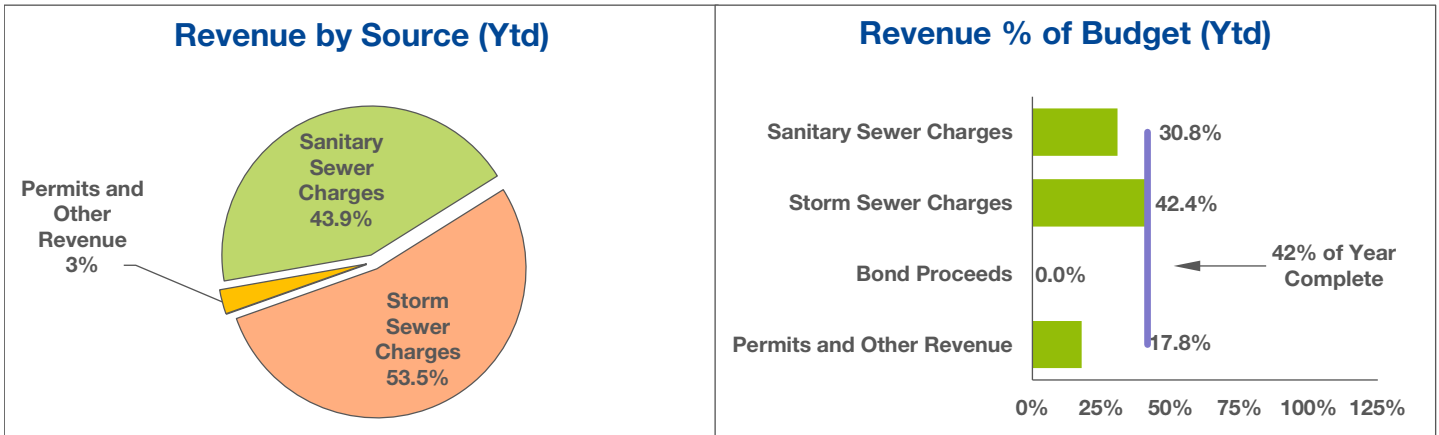 Revenue by Source (Ytd)
Sanitary
Sewer
Charges
43.9%
Permits and
Other
Revenue
3%
Storm
Sewer
Charges
53.5%
Revenue % of Budget (Ytd)
Sanitary Sewer Charges
30.8%
Storm Sewer Charges
42.4%
Bond Proceeds
0.0%
42% of Year
Complete
Permits and Other Revenue
17.8%
0% 25% 50% 75% 100% 125%